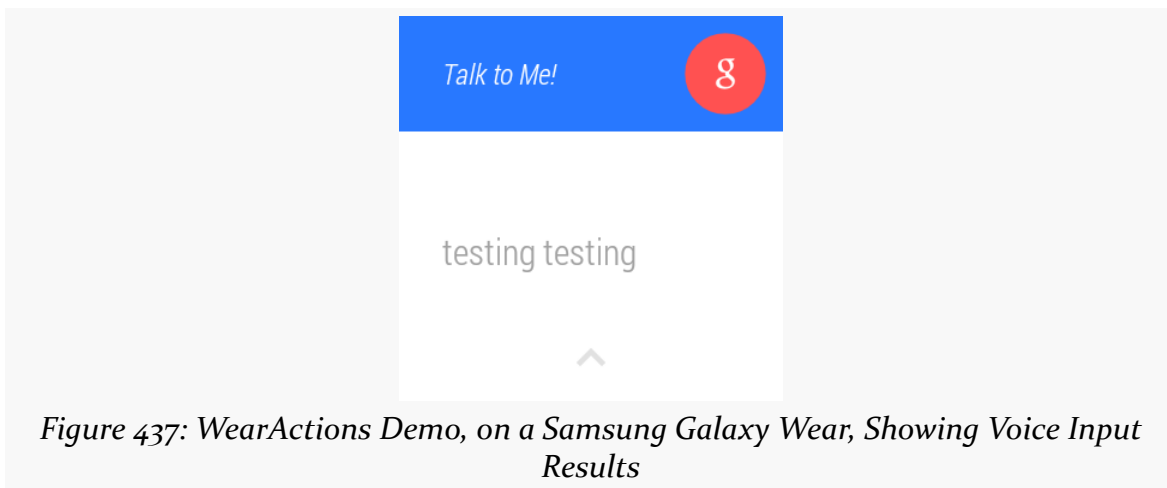 Talk to Me!
g
testing testing
Figure 437: WearActions Demo, on a Samsung Galaxy Wear, Showing Voice Input
Results